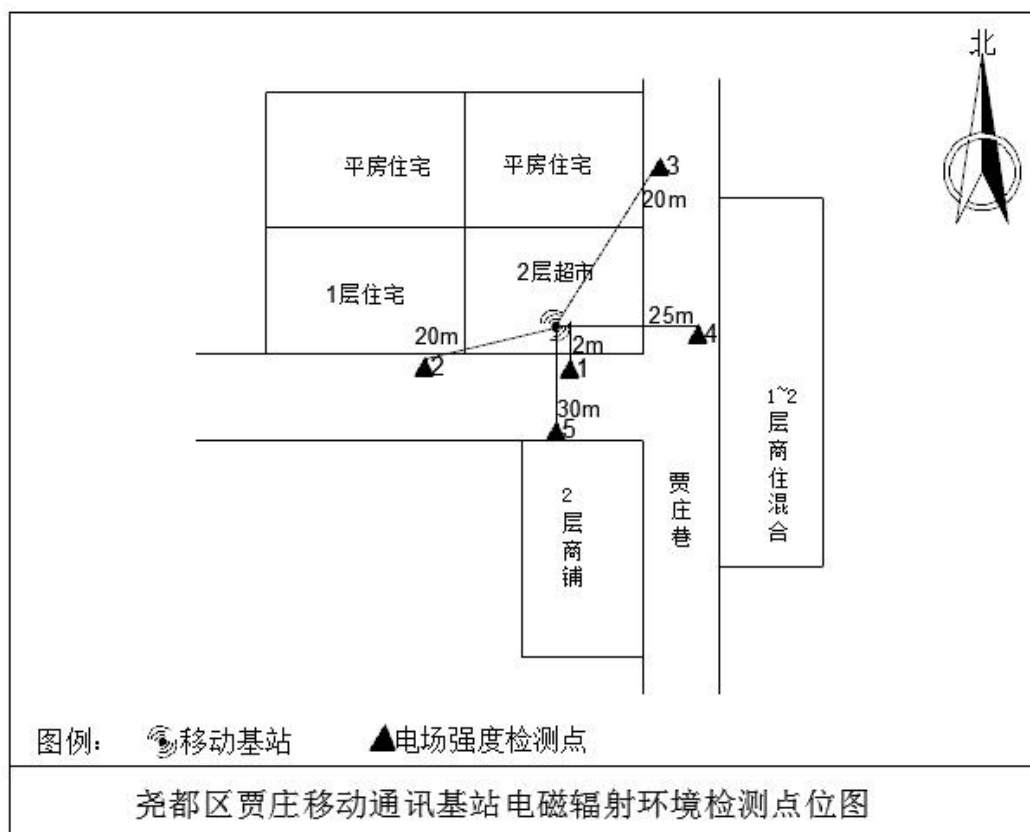 北
平房住宅
平房住宅
3
20m
2层超市
1层住宅
25m
20m
2m
4
2
1
30m
5
1~2层商住混合
贾庄巷
2层商铺
图例：
移动基站
电场强度检测点
尧都区贾庄移动通讯基站电磁辐射环境检测点位图